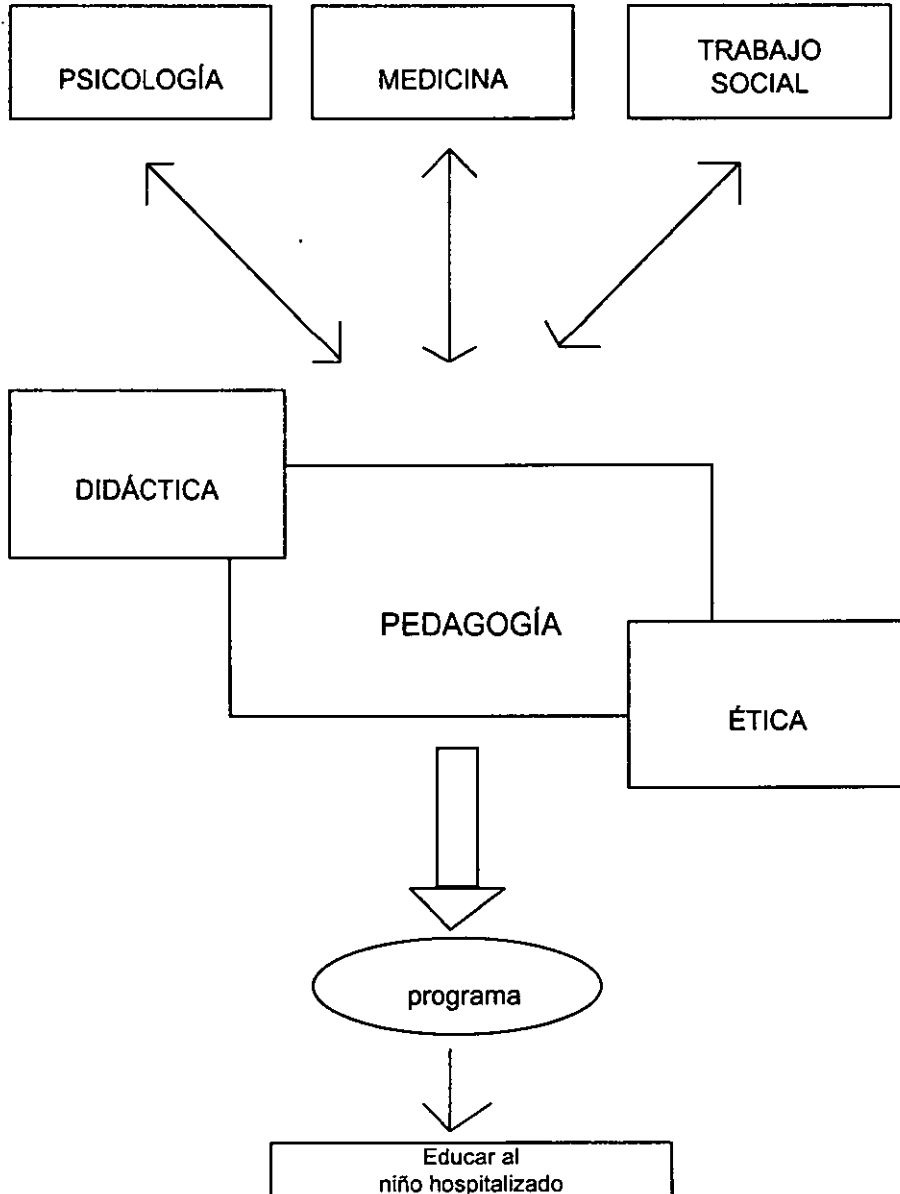 PSICOLOGÍA
MEDICINA
TRABAJO
SOCIAL
DIDÁCTICA
PEDAGOGÍA
ÉTICA
programa
Educar al
niño hospitalizado